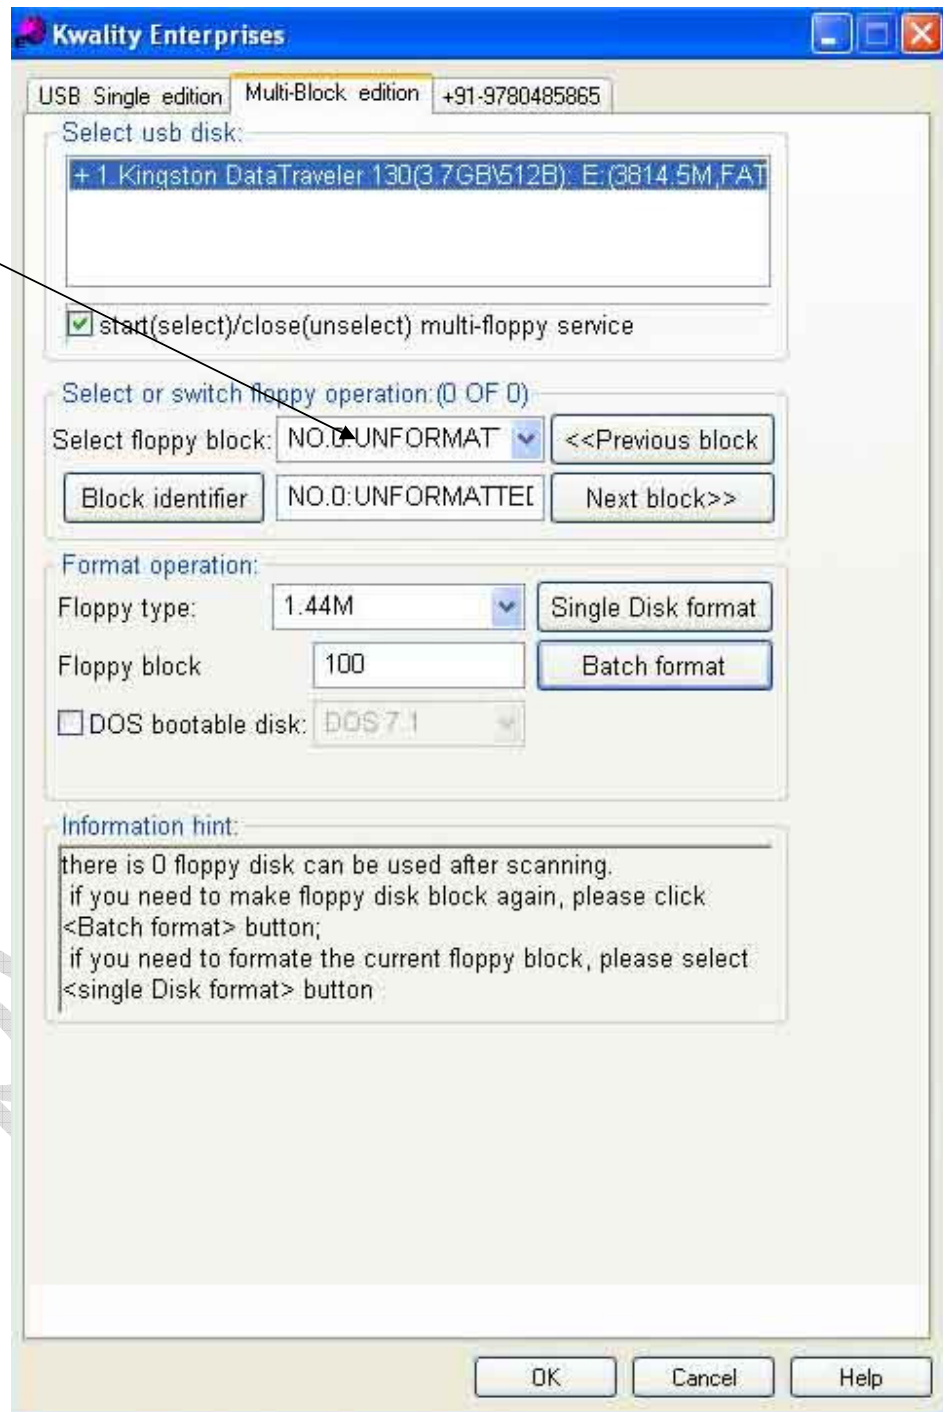 Kwality Enterprises
USB Single edition
Multi-Block edition
+91-9780485865
Select usb disk:
+ 1.Kingston DataTraveler 130(3.7GB\512B): E:(3814.5M,FAT
start(select)/close(unselect) multi-floppy service
Select or switch floppy operation:(0 OF 0)
Select floppy block: NO.0:UNFORMAT <<Previous block
Block identifier NO.0:UNFORMATTED Next block>>
Format operation:
Floppy type: 1.44M Single Disk format
Floppy block 100 Batch format
DOS bootable disk: DOS 7.1
Information hint:
there is 0 floppy disk can be used after scanning.
if you need to make floppy disk block again, please click
<Batch format> button;
if you need to formate the current floppy block, please select
<single Disk format> button
OK Cancel Help